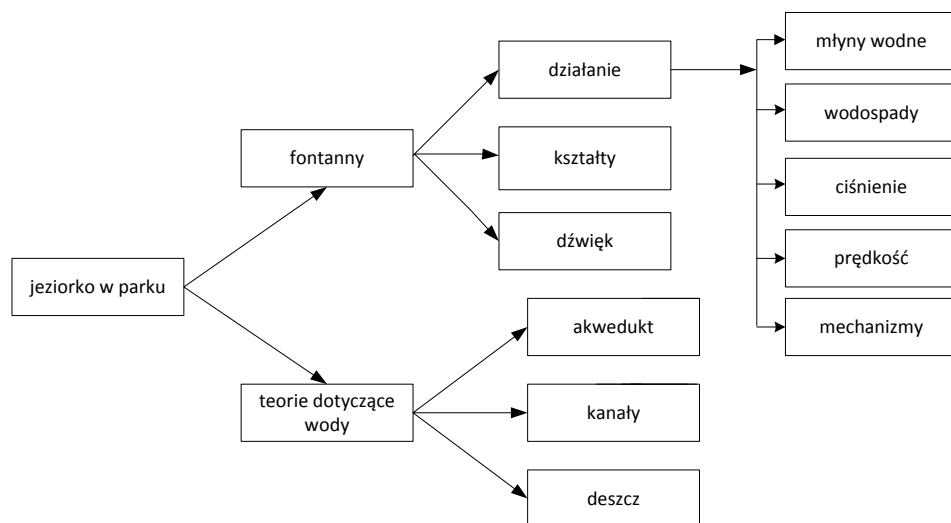 jeziorko w parku
fontanny
teorie dotyczące
wody
działanie
kształty
dźwięk
akwedukt
kanały
deszcz
młyny wodne
wodospady
ciśnienie
prędkość
mechanizmy